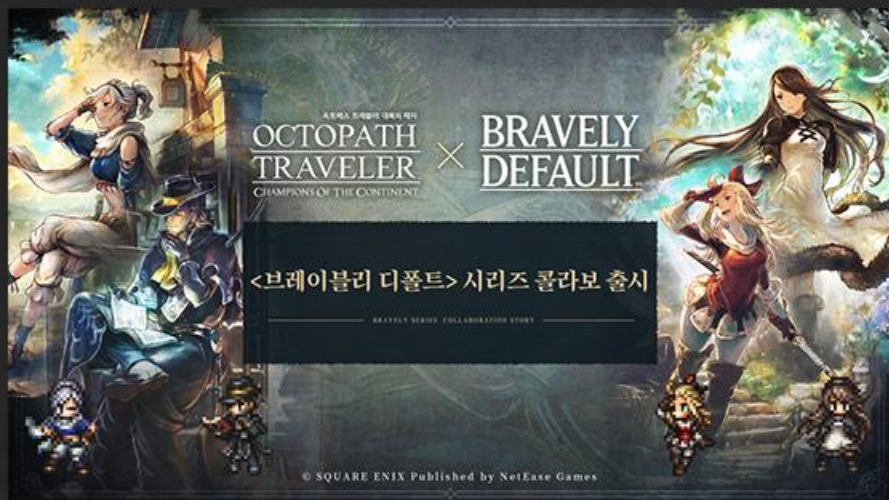 옥토패스 트래블러 대륙의 패자
OCTOPATH
TRAVELER
CHAMPIONS OF THE CONTINENT
×
BRAVELY
DEFAULT
<브레이블리 디폴트> 시리즈 콜라보 출시
BRAVELY SERIES COLLABORATION STORY
© SQUARE ENIX Published by NetEase Games